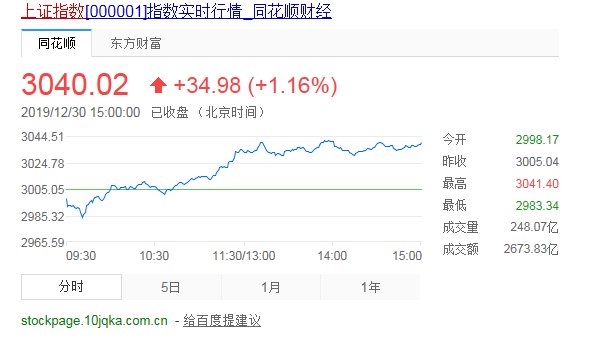 上证指数[000001]指数实时行情_同花顺财经
同花顺 东方财富
3040.02 +34.98 (+1.16%)
2019/12/30 15:00:00 已收盘 (北京时间)
3044.51
3024.78
3005.05
2985.32
2965.59
09:30 10:30 11:30/13:00 14:00 15:00
今开 2998.17
昨收 3005.04
最高 3041.40
最低 2983.34
成交量 248.07亿
成交额 2673.83亿
分时 5日 1月 1年
stockpage.10jqka.com.cn - 给百度提建议